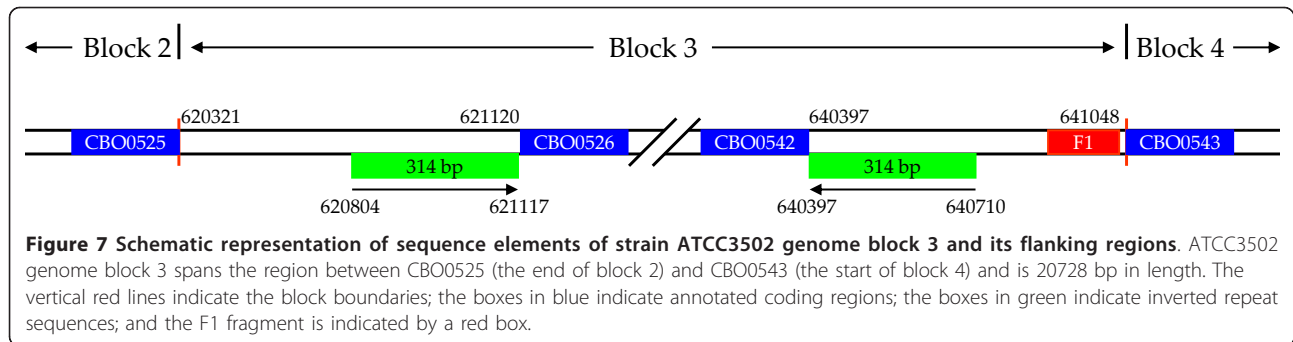 Block 2 Block 3 Block 4
620321 621120 640397 641048
CBO0525 CBO0526 CBO0542 F1 CBO0543
314 bp 314 bp
620804 621117 640397 640710
Figure 7 Schematic representation of sequence elements of strain ATCC3502 genome block 3 and its flanking regions. ATCC3502
genome block 3 spans the region between CBO0525 (the end of block 2) and CBO0543 (the start of block 4) and is 20728 bp in length. The
vertical red lines indicate the block boundaries; the boxes in blue indicate annotated coding regions; the boxes in green indicate inverted repeat
sequences; and the F1 fragment is indicated by a red box.